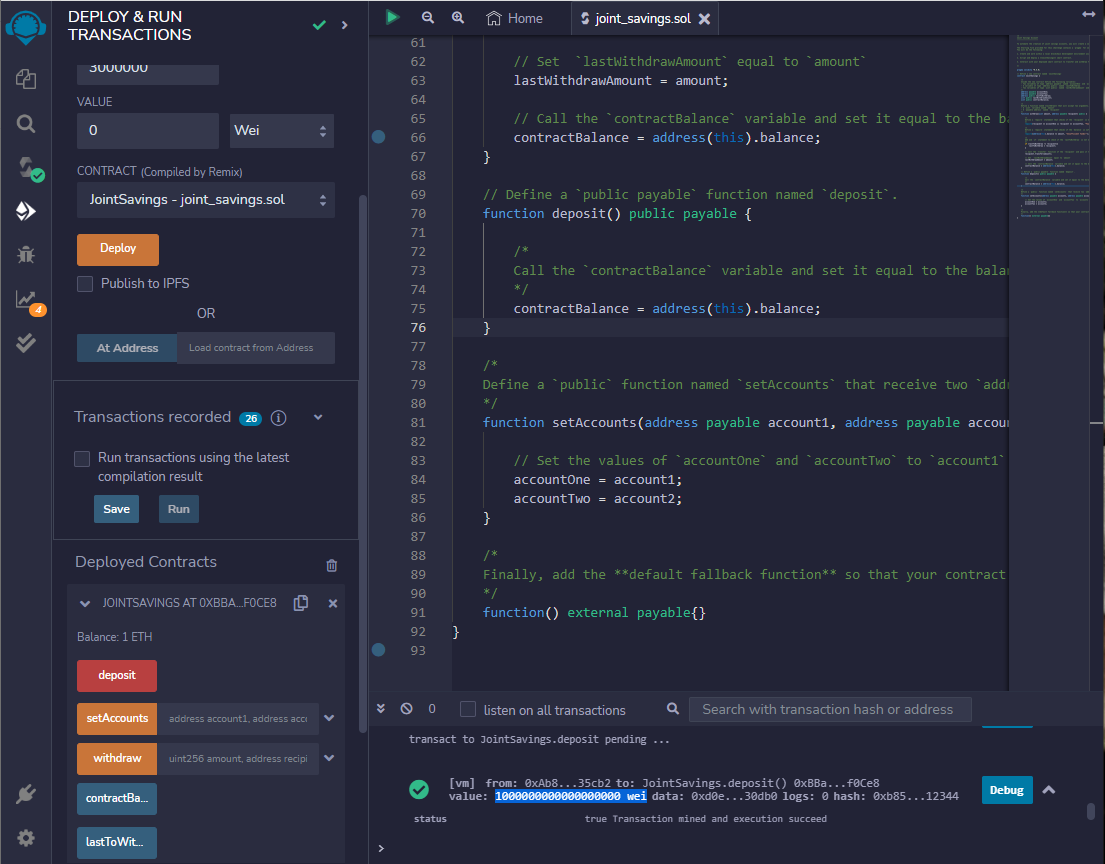 DEPLOY & RUN
TRANSACTIONS
3000000
VALUE
0
Wei
CONTRACT (Compiled by Remix)
JointSavings - joint_savings.sol
Deploy
Publish to IPFS
OR
At Address
Load contract from Address
Transactions recorded 26 i
Run transactions using the latest
compilation result
Save
Run
Deployed Contracts
JOINTSAVINGS AT 0XBBA...F0CE8
Balance: 1 ETH
deposit
setAccounts
address account1, address acc
withdraw
uint256 amount, address recipi
contractBa...
lastToWit...
4
Home
joint_savings.sol
61
62 // Set `lastWithdrawAmount` equal to `amount`
63 lastWithdrawAmount = amount;
64
65 // Call the `contractBalance` variable and set it equal to the ba
66 contractBalance = address(this).balance;
67 }
68
69 // Define a `public payable` function named `deposit`.
70 function deposit() public payable {
71
72 /*
73 Call the `contractBalance` variable and set it equal to the balan
74 */
75 contractBalance = address(this).balance;
76 }
77
78 /*
79 Define a `public` function named `setAccounts` that receive two `addr
80 */
81 function setAccounts(address payable account1, address payable accou
82
83 // Set the values of `accountOne` and `accountTwo` to `account1`
84 accountOne = account1;
85 accountTwo = account2;
86 }
87
88 /*
89 Finally, add the **default fallback function** so that your contract
90 */
91 function() external payable{}
92 }
93
0
listen on all transactions
Search with transaction hash or address
transact to JointSavings.deposit pending ...
[vm] from: 0xAb8...35cb2 to: JointSavings.deposit() 0xBBa...f0Ce8
value: 1000000000000000000 wei data: 0xd0e...30db0 logs: 0 hash: 0xb85...12344
Debug
status true Transaction mined and execution succeed
>